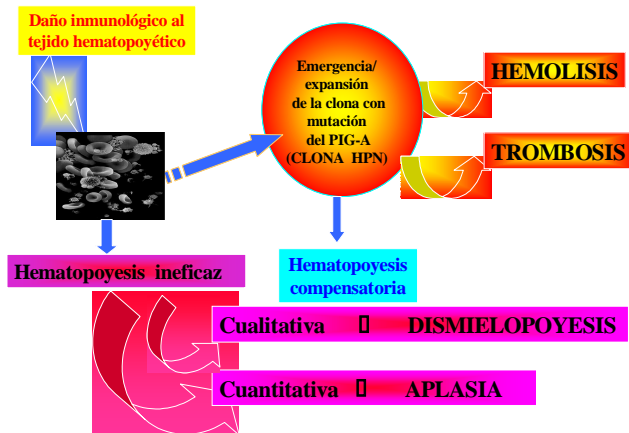 Daño inmunológico al
tejido hematopoyético
Emergencia/
expansión
de la clona con
mutación
del PIG-A
(CLONA HPN)
HEMOLISIS
TROMBOSIS
Hematopoyesis ineficaz
Hematopoyesis
compensatoria
Cualitativa ▯ DISMIELOPOYESIS
Cuantitativa ▯ APLASIA